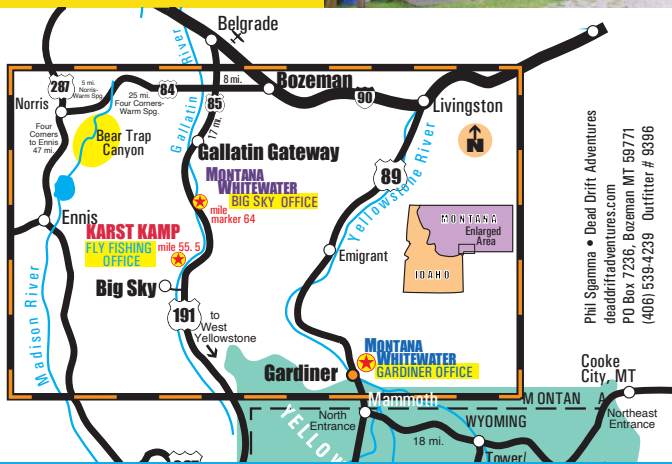 Belgrade
River
Gallatin
287
5 mi.
Norris-
Warm Spg.
84
8 mi.
Bozeman
90
Norris
25 mi.
Four Corners-
Warm Spg.
85
17 mi.
Livingston
N
Four
Corners
to Ennis
47 mi.
Bear Trap
Canyon
Gallatin Gateway
MONTANA
WHITEWATER
BIG SKY OFFICE
mile
marker 64
89
Yellowstone River
Ennis
KARST KAMP
FLY FISHING
OFFICE
mile 55. 5
MONTANA
Enlarged
Area
IDAHO
Emigrant
Madison River
Big Sky
191
to
West
Yellowstone
MONTANA
WHITEWATER
GARDINER OFFICE
Gardiner
Cooke
City, MT
Mammoth
MONTANA
North
Entrance
WYOMING
Northeast
Entrance
YELLOW
18 mi.
Tower/
Phil Sgamma • Dead Drift Adventures
deaddriftadventures.com
PO Box 7236, Bozeman MT 59771
(406) 539-4239 Outfitter # 9396